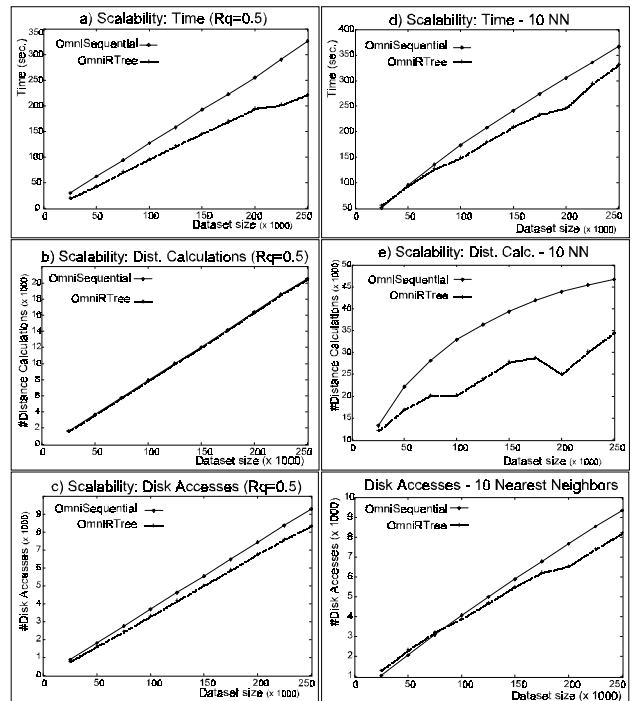 a) Scalability: Time (Rq=0.5)
Time (sec.)
OmniSequential
OmniRTree
350
300
250
200
150
100
50
0
0 50 100 150 200 250
Dataset size (x 1000)
d) Scalability: Time - 10 NN
Time (sec.)
OmniSequential
OmniRTree
400
350
300
250
200
150
100
50
0 50 100 150 200 250
Dataset size (x 1000)
b) Scalability: Dist. Calculations (Rq=0.5)
#Distance Calculations (x 1000)
OmniSequential
OmniRTree
20
18
16
14
12
10
8
6
4
2
0
0 50 100 150 200 250
Dataset size (x 1000)
e) Scalability: Dist. Calc. - 10 NN
#Distance Calculations (x 1000)
OmniSequential
OmniRTree
50
45
40
35
30
25
20
15
10
0 50 100 150 200 250
Dataset size (x 1000)
c) Scalability: Disk Accesses (Rq=0.5)
#Disk Accesses (x 1000)
OmniSequential
OmniRTree
9
8
7
6
5
4
3
2
1
0
0 50 100 150 200 250
Dataset size (x 1000)
Disk Accesses - 10 Nearest Neighbors
#Disk Accesses (x 1000)
OmniSequential
OmniRTree
10
9
8
7
6
5
4
3
2
1
0 50 100 150 200 250
Dataset size (x 1000)